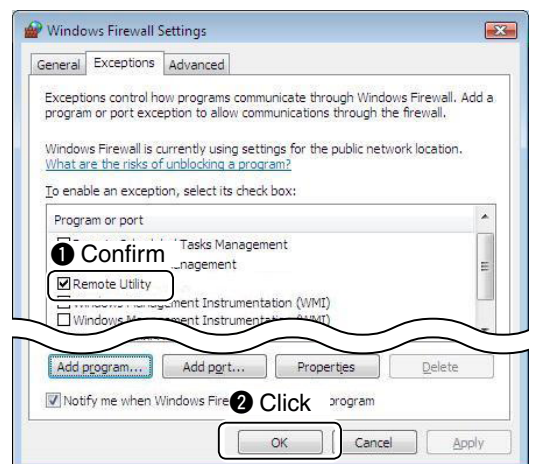 Windows Firewall Settings
General Exceptions Advanced
Exceptions control how programs communicate through Windows Firewall. Add a
program or port exception to allow communications through the firewall.
Windows Firewall is currently using settings for the public network location.
What are the risks of unblocking a program?
To enable an exception, select its check box:
Program or port
Tasks Management
❶ Confirm
Remote Utility
Windows Management Instrumentation (WMI)
Windows Management Instrumentation (WMI)
Add program... Add port... Properties Delete
Notify me when Windows program
❷ Click
OK Cancel Apply